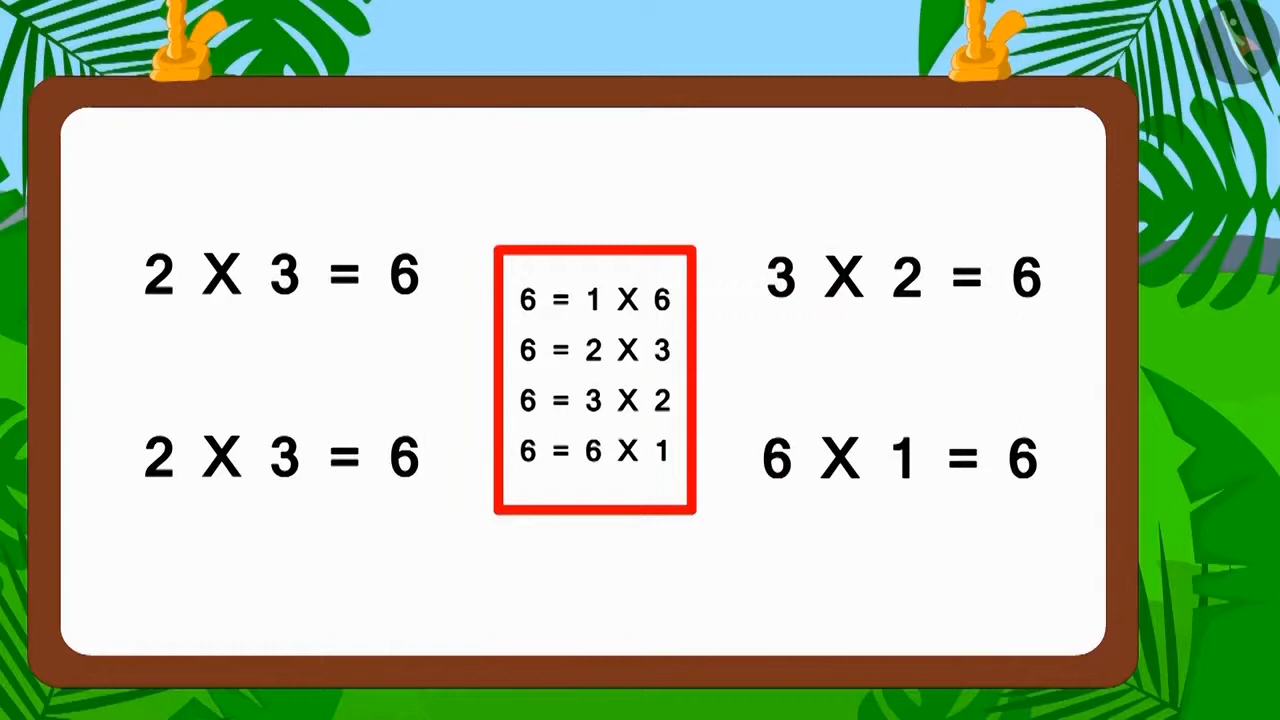 2 X 3 = 6
2 X 3 = 6
6 = 1 X 6
6 = 2 X 3
6 = 3 X 2
6 = 6 X 1
3 X 2 = 6
6 X 1 = 6